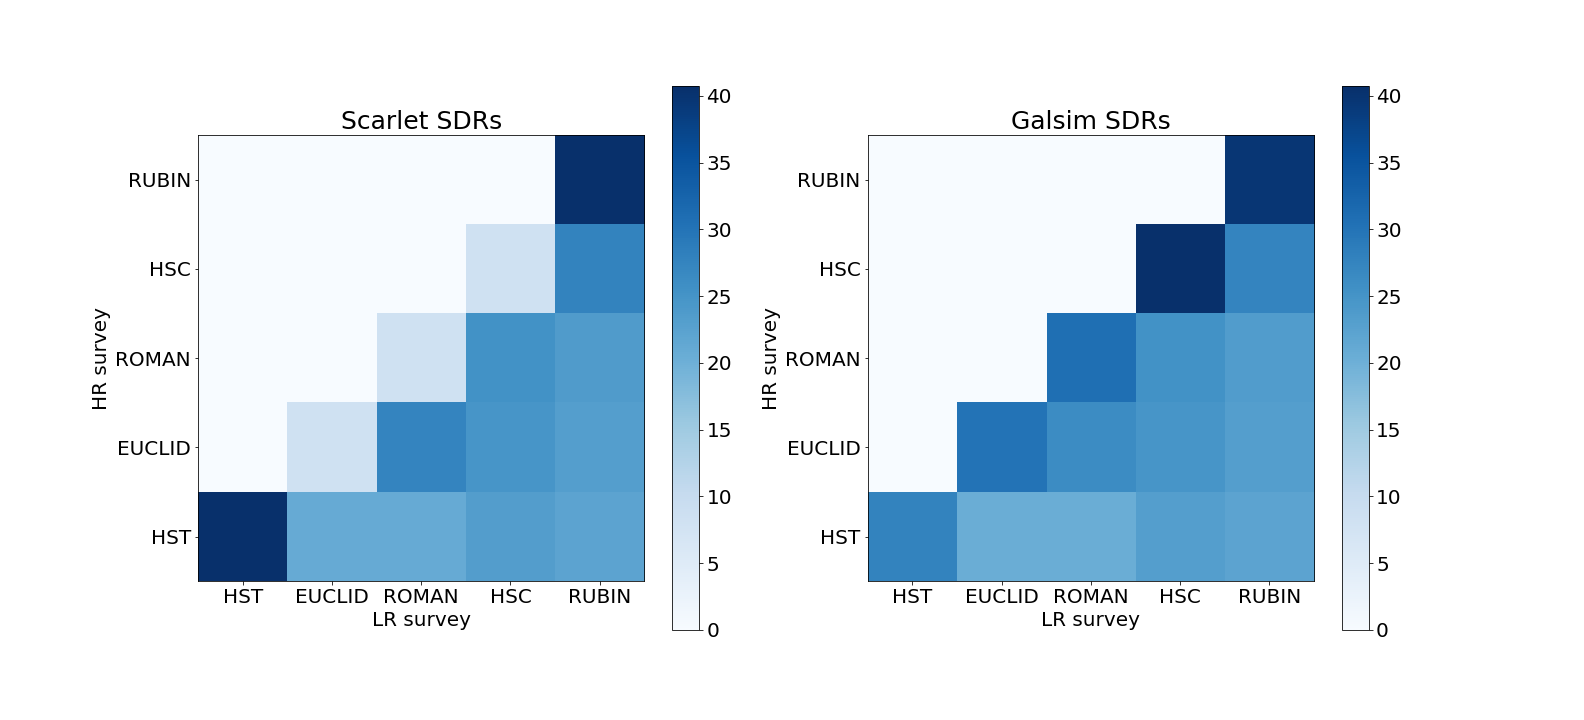 Scarlet SDRs
HR survey
RUBIN
HSC
ROMAN
EUCLID
HST
HST EUCLID ROMAN HSC RUBIN
LR survey
40
35
30
25
20
15
10
5
0
Galsim SDRs
HR survey
RUBIN
HSC
ROMAN
EUCLID
HST
HST EUCLID ROMAN HSC RUBIN
LR survey
40
35
30
25
20
15
10
5
0